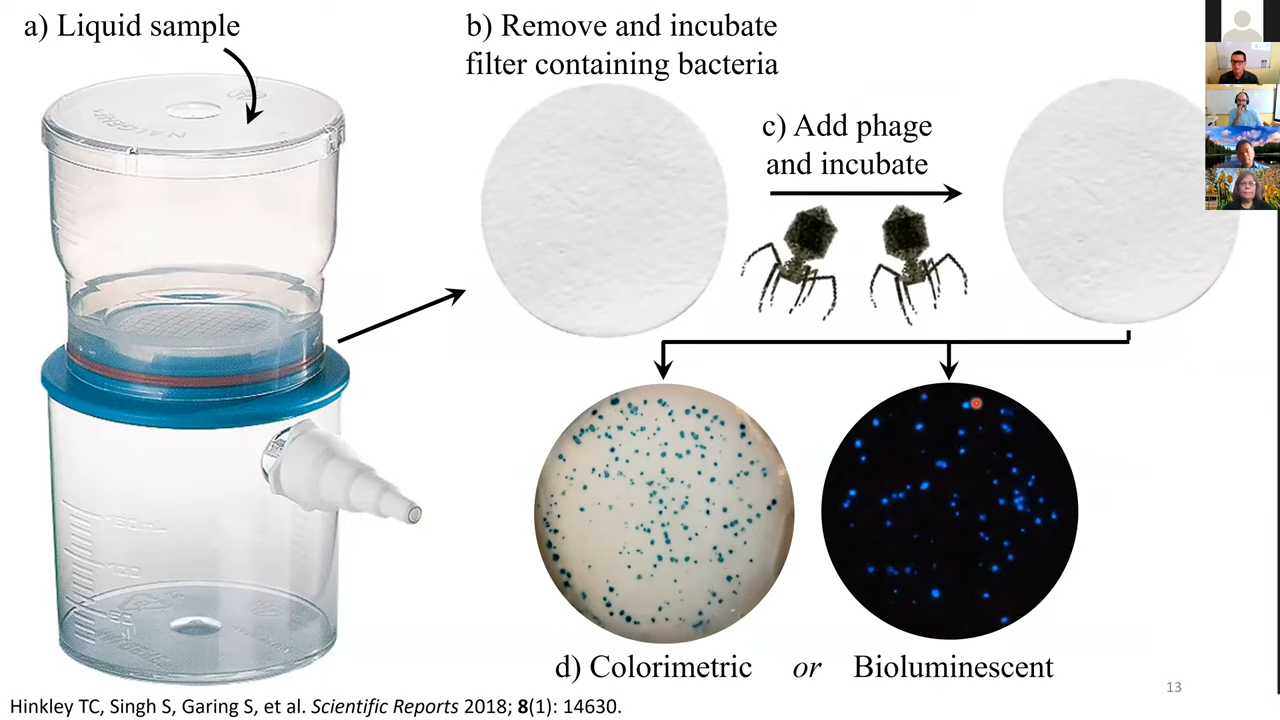 a) Liquid sample
b) Remove and incubate
filter containing bacteria
c) Add phage
and incubate
d) Colorimetric or Bioluminescent
13
Hinkley TC, Singh S, Garing S, et al. Scientific Reports 2018; 8(1): 14630.